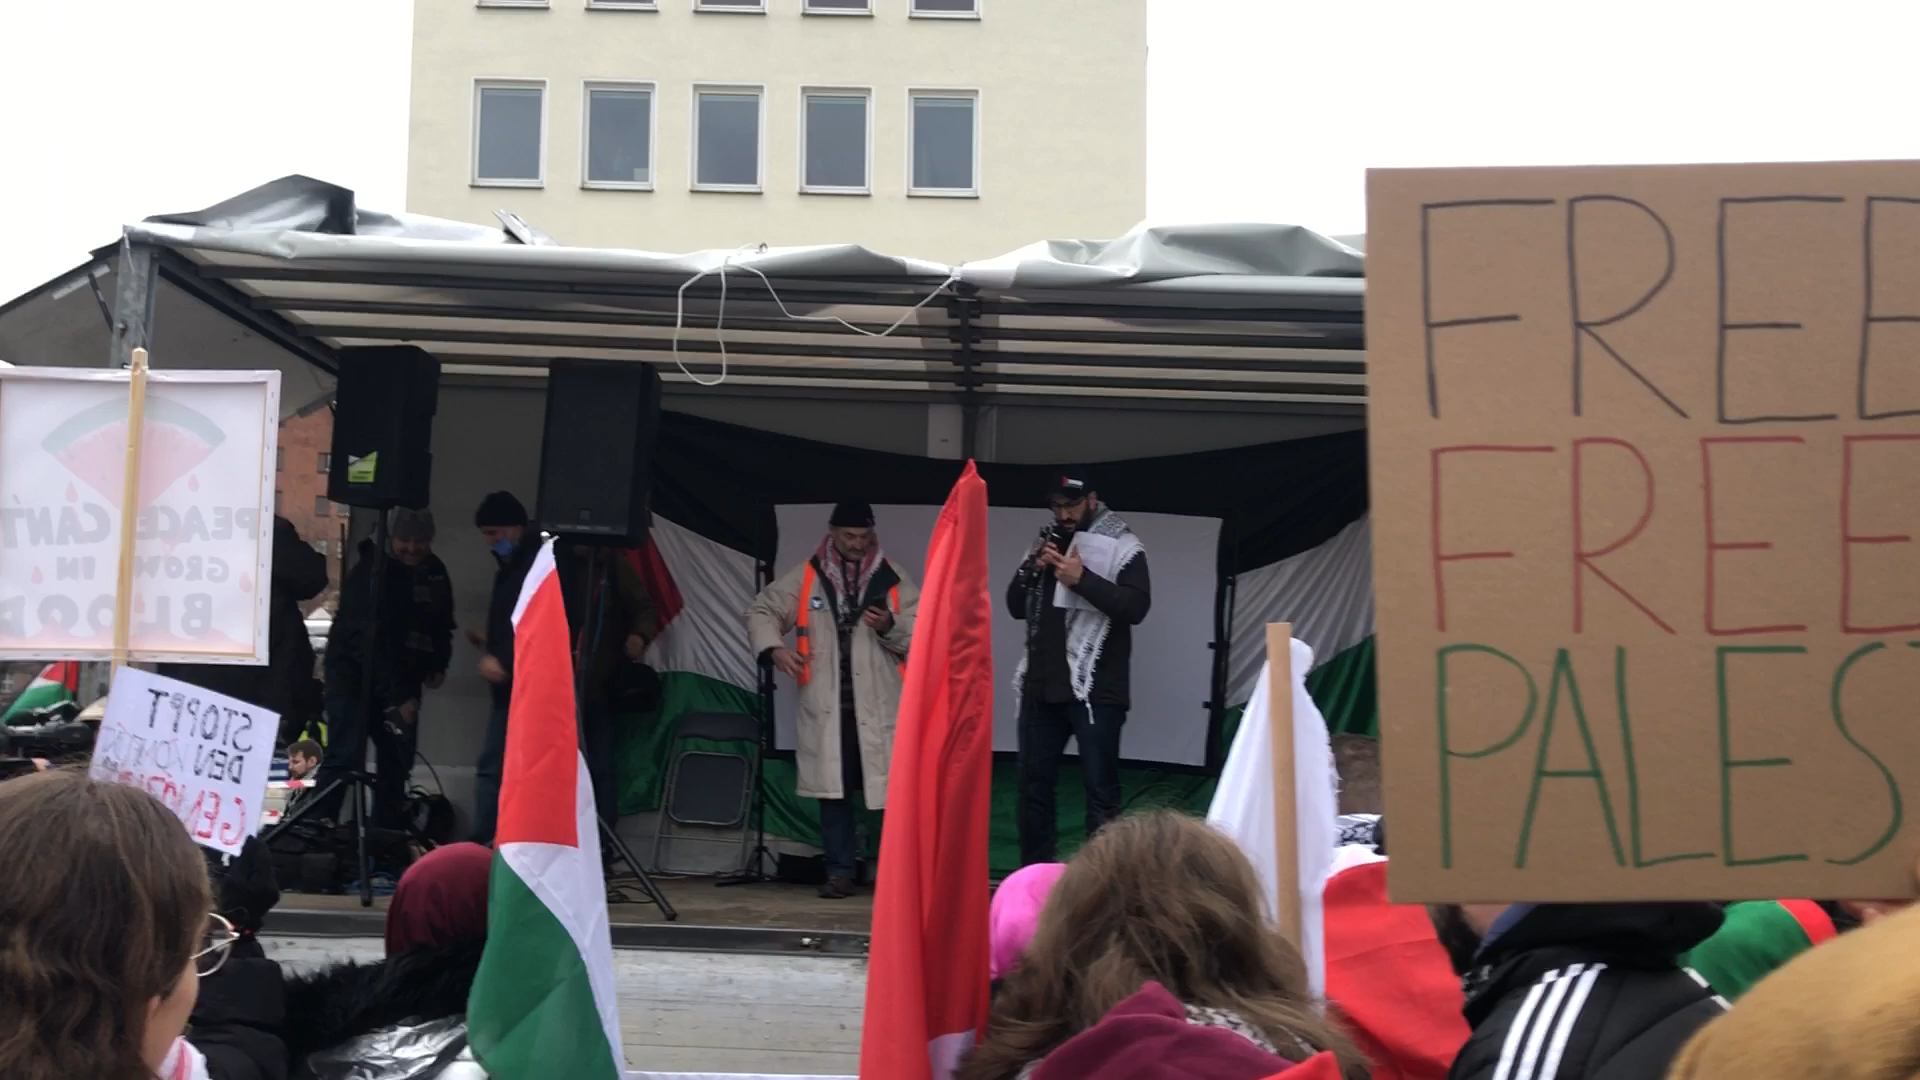 PEACE CAN'T
GROW IN
BLOOD
STOPPT
DEN
FREE
FREE
PALES